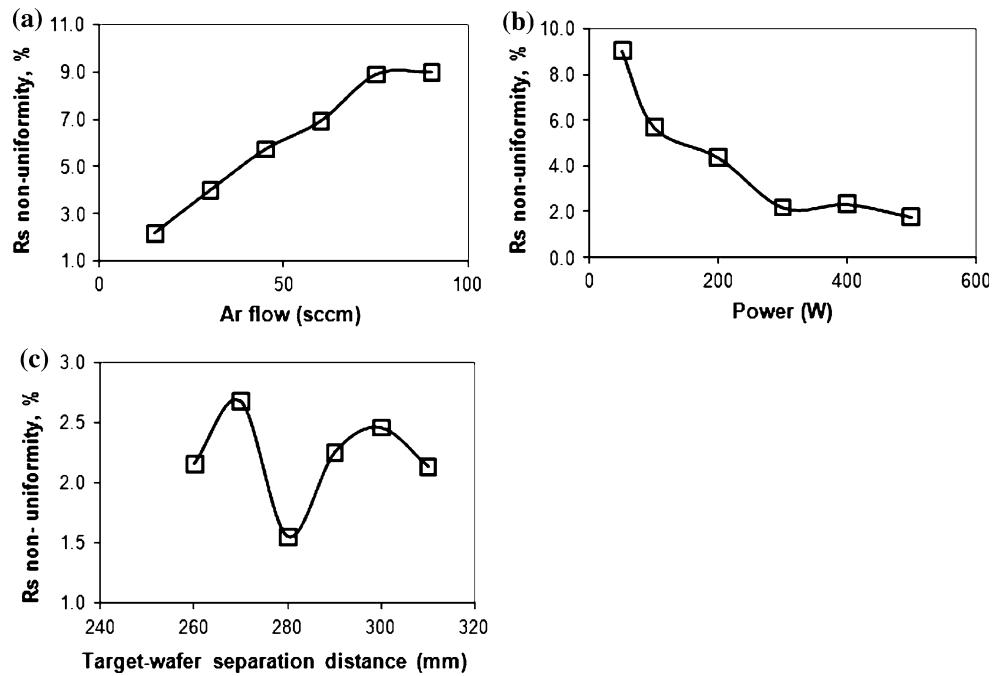 (a)
Rs non-uniformity, %
11.0
9.0
7.0
5.0
3.0
1.0
0 50 100
Ar flow (sccm)
(b)
Rs non-uniformity, %
10.0
8.0
6.0
4.0
2.0
0.0
0 200 400 600
Power (W)
(c)
Rs non- uniformity, %
3.0
2.5
2.0
1.5
1.0
240 260 280 300 320
Target-wafer separation distance (mm)